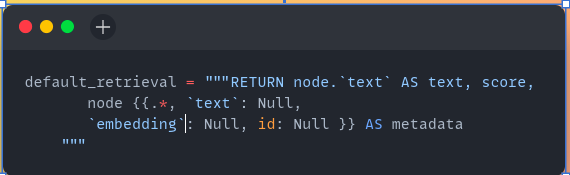 default_retrieval = """RETURN node.`text` AS text, score,
node {{.*, `text`: Null,
`embedding`: Null, id: Null }} AS metadata
"""